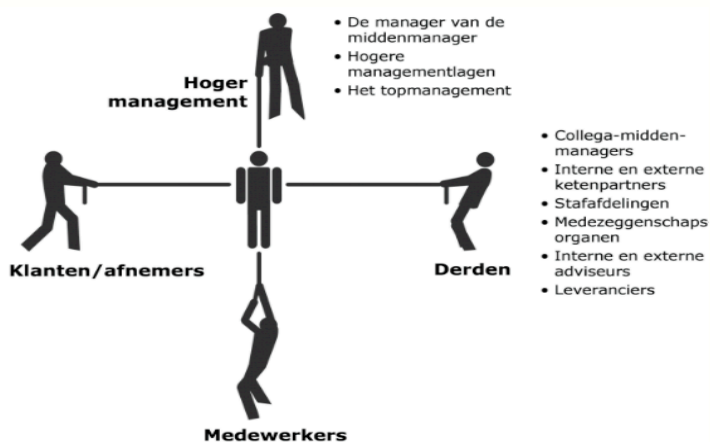 • De manager van de
middenmanager
• Hogere
managementlagen
• Het topmanagement
Hoger
management
• Collega-midden-
managers
• Interne en externe
ketenpartners
• Stafafdelingen
• Medezeggenschaps
organen
• Interne en externe
adviseurs
• Leveranciers
Klanten/afnemers
Derden
Medewerkers